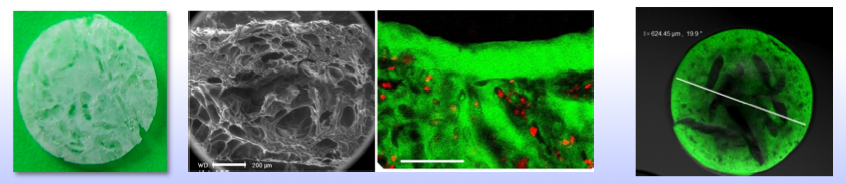 WD 200 µm
l = 624.45 µm, 19.9 °